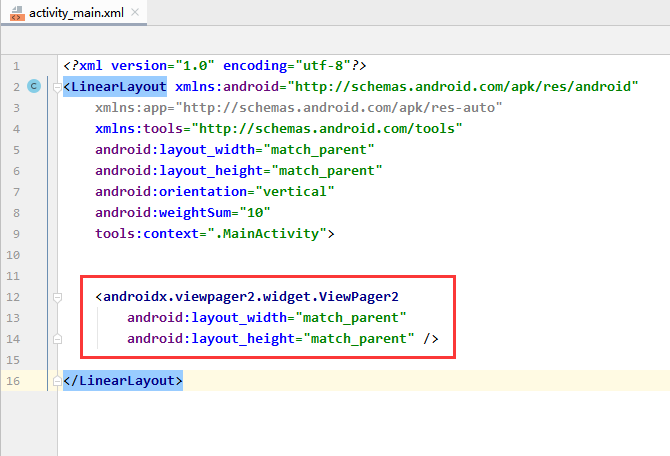 activity_main.xml
1 <?xml version="1.0" encoding="utf-8"?>
2 <LinearLayout xmlns:android="http://schemas.android.com/apk/res/android"
3 xmlns:app="http://schemas.android.com/apk/res-auto"
4 xmlns:tools="http://schemas.android.com/tools"
5 android:layout_width="match_parent"
6 android:layout_height="match_parent"
7 android:orientation="vertical"
8 android:weightSum="10"
9 tools:context=".MainActivity">
10
11
12 <androidx.viewpager2.widget.ViewPager2
13 android:layout_width="match_parent"
14 android:layout_height="match_parent" />
15
16 </LinearLayout>